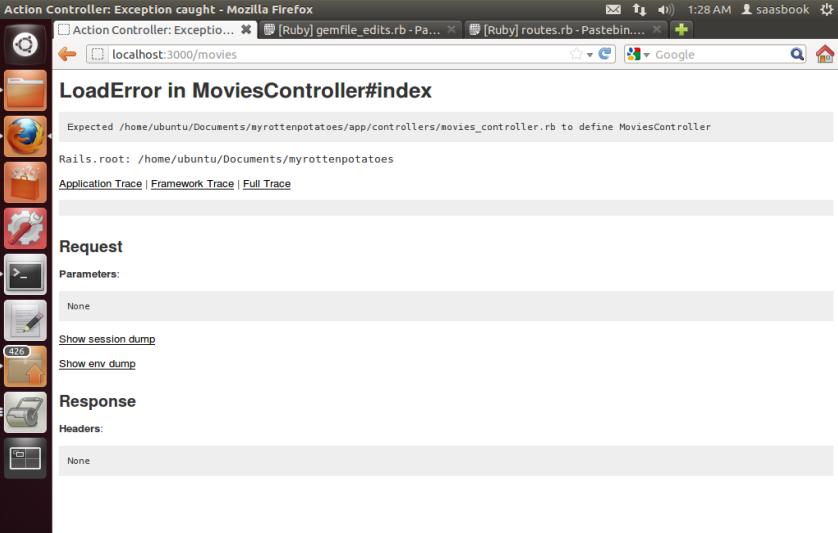 Action Controller: Exception caught - Mozilla Firefox
1:28 AM saasbook
Action Controller: Exceptio...
[Ruby] gemfile_edits.rb - Pa...
[Ruby] routes.rb - Pastebin....
localhost:3000/movies
Google
LoadError in MoviesController#index
Expected /home/ubuntu/Documents/myrottenpotatoes/app/controllers/movies_controller.rb to define MoviesController
Rails.root: /home/ubuntu/Documents/myrottenpotatoes
Application Trace | Framework Trace | Full Trace
Request
Parameters:
None
Show session dump
426
Show env dump
Response
Headers:
None